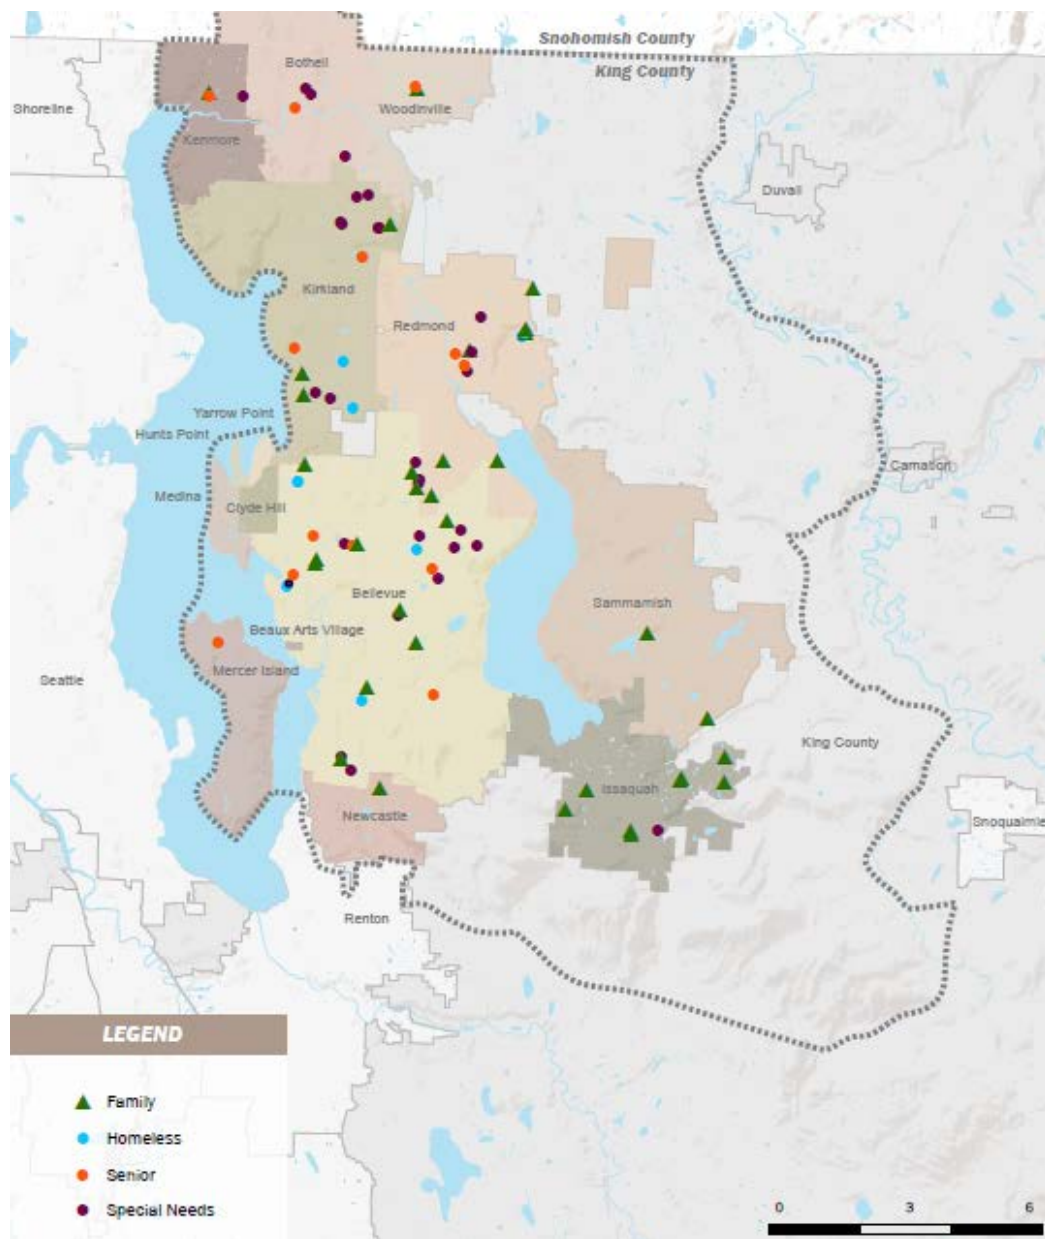 Snohomish County
King County
Bothell
Shoreline
Woodinville
Kenmore
Duvall
Kirkland
Redmond
Yarrow Point
Hunts Point
Carnation
Medina
Clyde Hill
Bellevue
Sammamish
Beaux Arts Village
Mercer Island
Seattle
King County
Issaquah
Newcastle
Snoqualmie
Renton
LEGEND
Family
Homeless
Senior
Special Needs
0 3 6